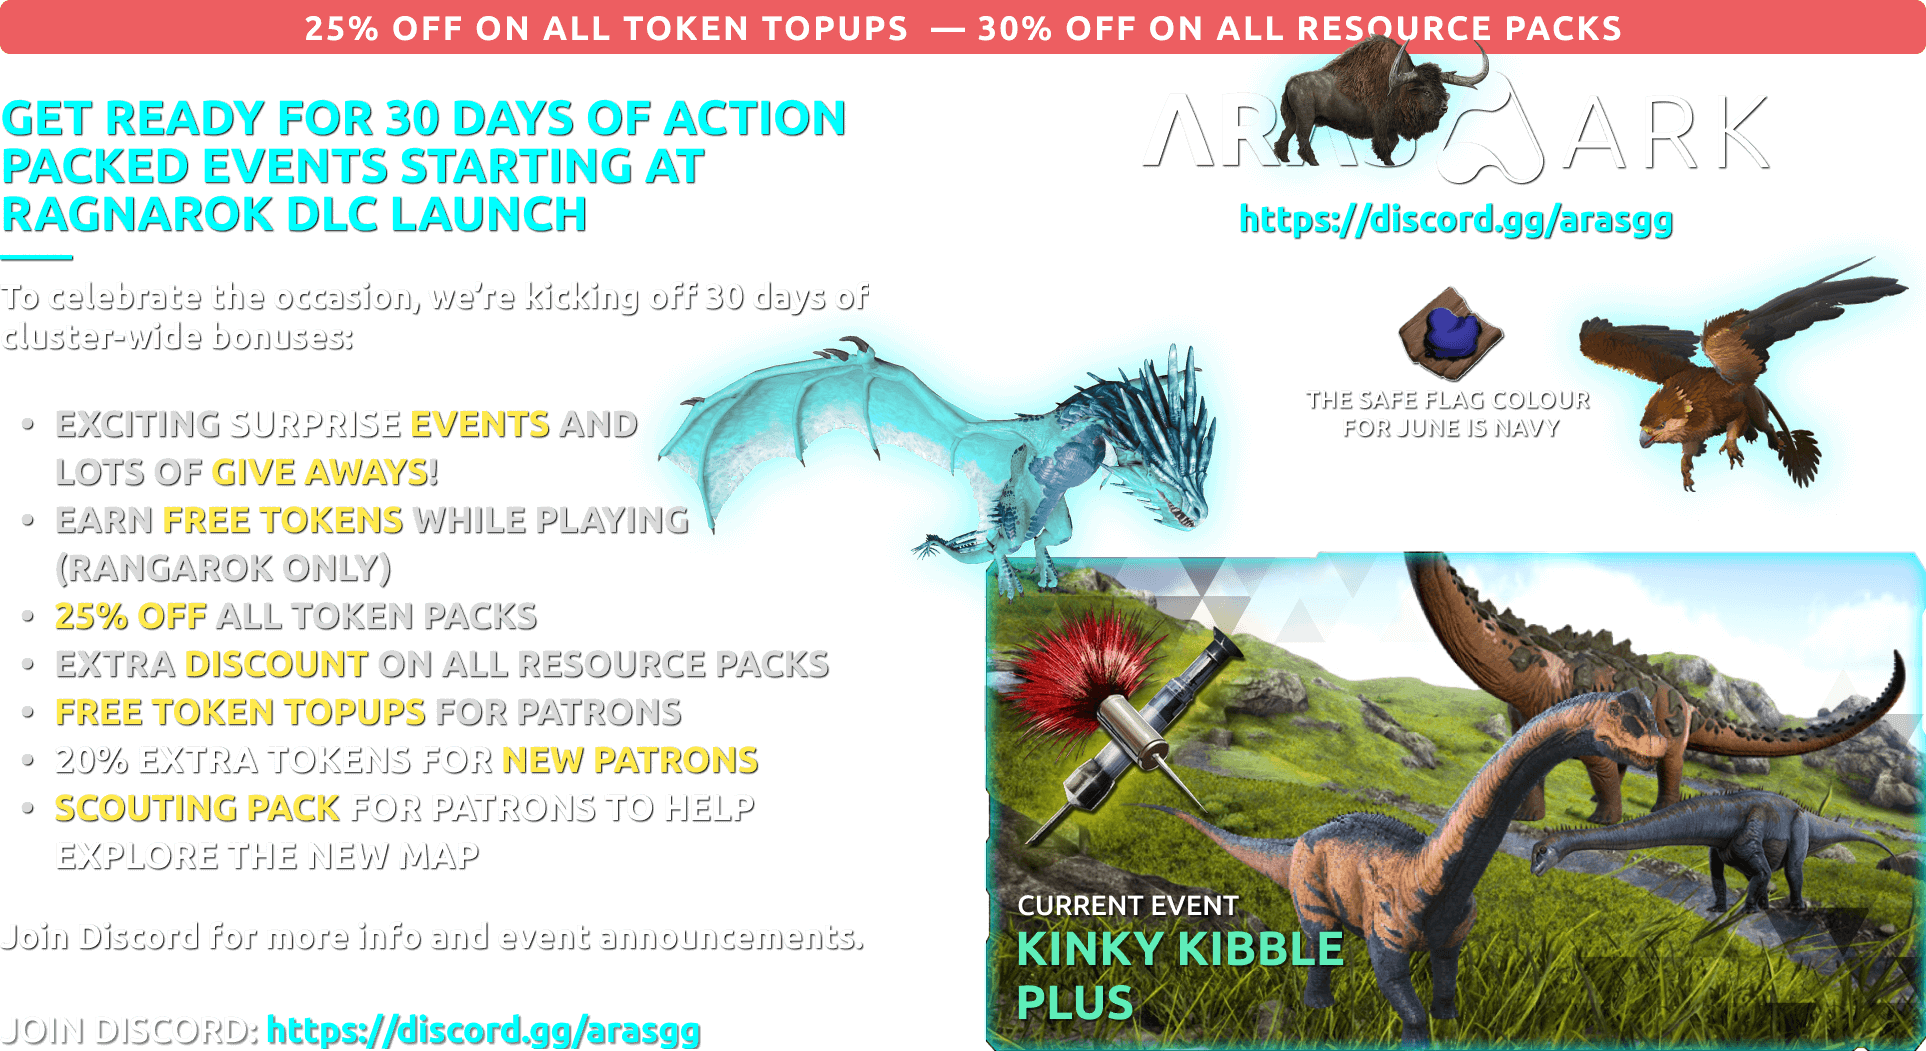 25% OFF ON ALL TOKEN TOPUPS — 30% OFF ON ALL RESOURCE PACKS
GET READY FOR 30 DAYS OF ACTION
PACKED EVENTS STARTING AT
RAGNAROK DLC LAUNCH
To celebrate the occasion, we're kicking off 30 days of
cluster-wide bonuses:
• EXCITING SURPRISE EVENTS AND
LOTS OF GIVE AWAYS!
• EARN FREE TOKENS WHILE PLAYING
(RANGAROK ONLY)
• 25% OFF ALL TOKEN PACKS
• EXTRA DISCOUNT ON ALL RESOURCE PACKS
• FREE TOKEN TOPUPS FOR PATRONS
• 20% EXTRA TOKENS FOR NEW PATRONS
• SCOUTING PACK FOR PATRONS TO HELP
EXPLORE THE NEW MAP
Join Discord for more info and event announcements.
JOIN DISCORD: https://discord.gg/arasgg
ARAS ARK
https://discord.gg/arasgg
THE SAFE FLAG COLOUR
FOR JUNE IS NAVY
CURRENT EVENT
KINKY KIBBLE
PLUS